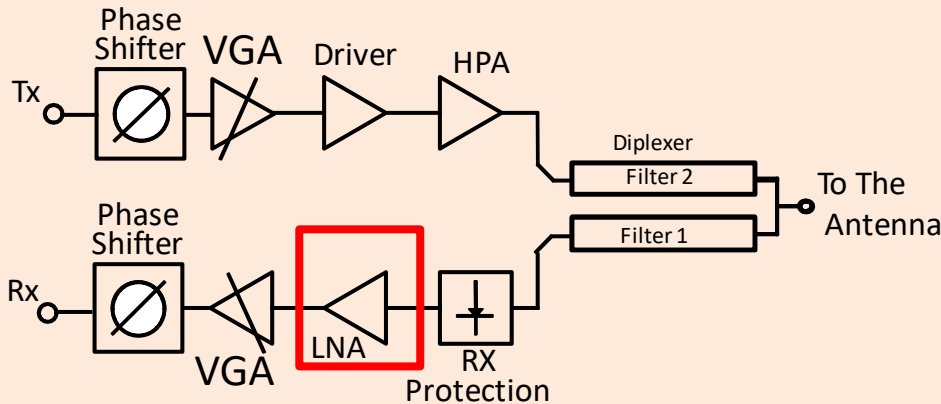 Phase
Shifter
VGA
Driver
HPA
Tx
Diplexer
Filter 2
To The
Antenna
Filter 1
Phase
Shifter
Rx
VGA
LNA
RX
Protection